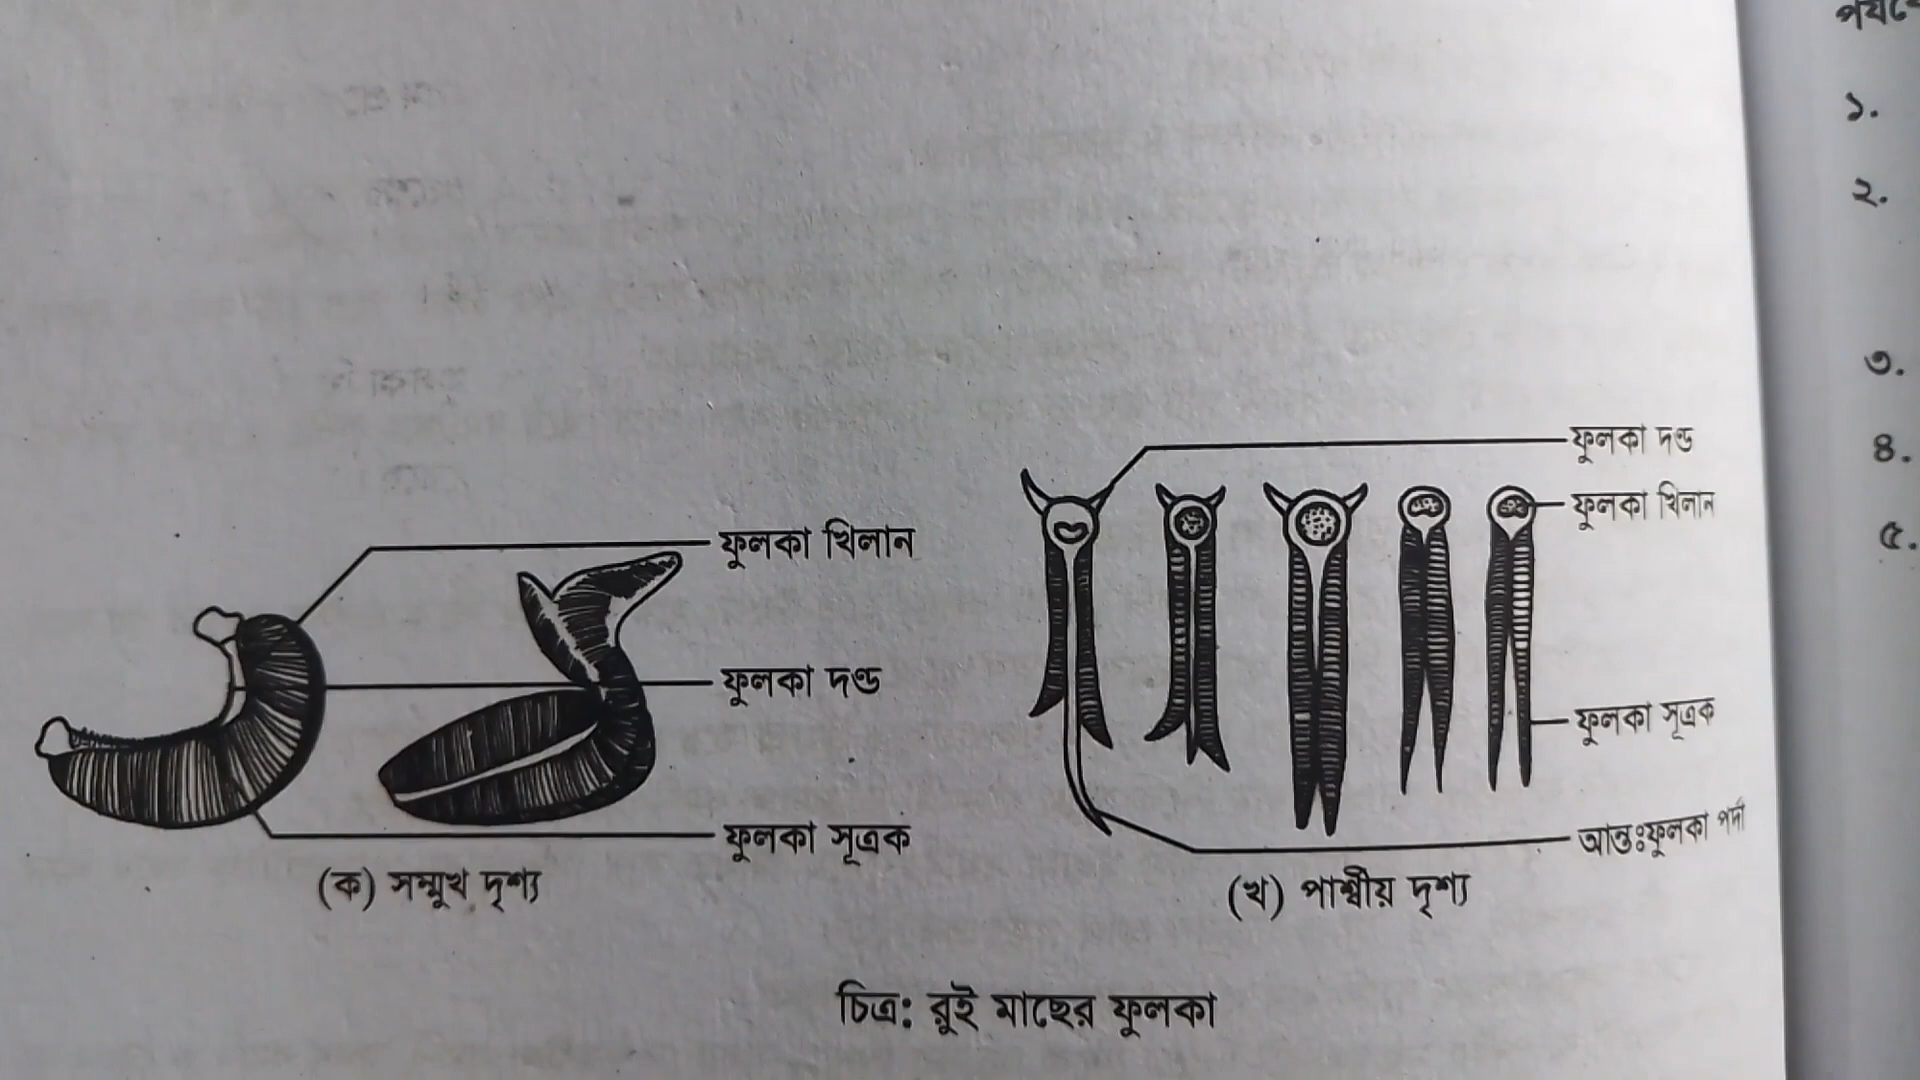 ফুলকা খিলান
ফুলকা দণ্ড
ফুলকা সূত্রক
(ক) সম্মুখ দৃশ্য
ফুলকা দণ্ড
ফুলকা খিলান
ফুলকা সূত্রক
আন্তঃফুলকা পর্দা
(খ) পার্শ্বীয় দৃশ্য
চিত্র: রুই মাছের ফুলকা
১.
২.
৩.
৪.
৫.